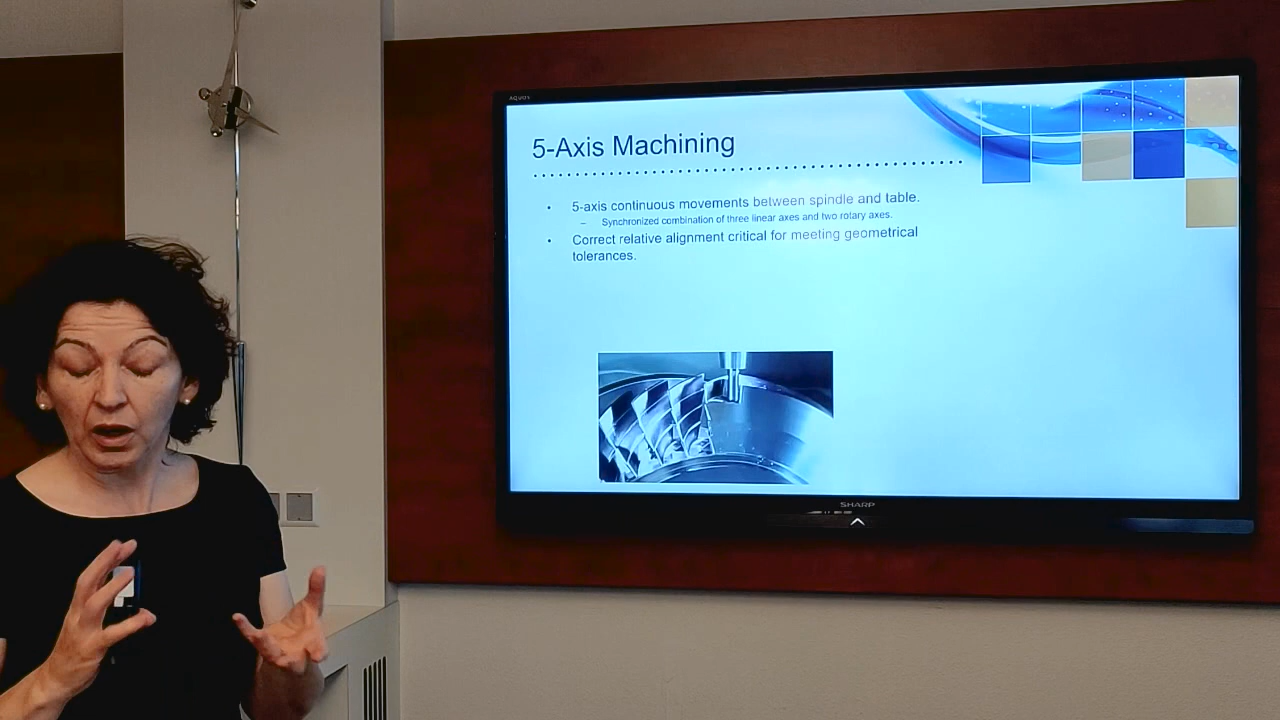 AQUOS
5-Axis Machining
• 5-axis continuous movements between spindle and table.
– Synchronized combination of three linear axes and two rotary axes.
• Correct relative alignment critical for meeting geometrical
tolerances.
SHARP